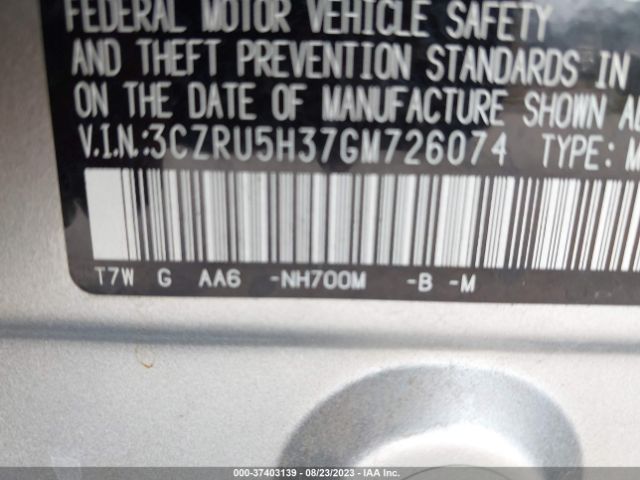 FEDERAL MOTOR VEHICLE SAFETY
AND THEFT PREVENTION STANDARDS IN
ON THE DATE OF MANUFACTURE SHOWN
V.I.N.:3CZRU5H37GM726074 TYPE:M
T7W G AA6 -NH700M -B -M
000-37403139 - 08/23/2023 - IAA Inc.